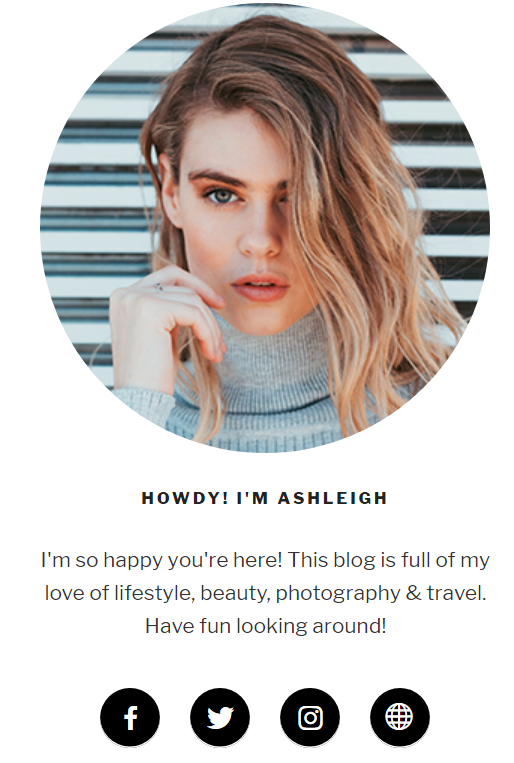 HOWDY! I'M ASHLEIGH
I'm so happy you're here! This blog is full of my
love of lifestyle, beauty, photography & travel.
Have fun looking around!